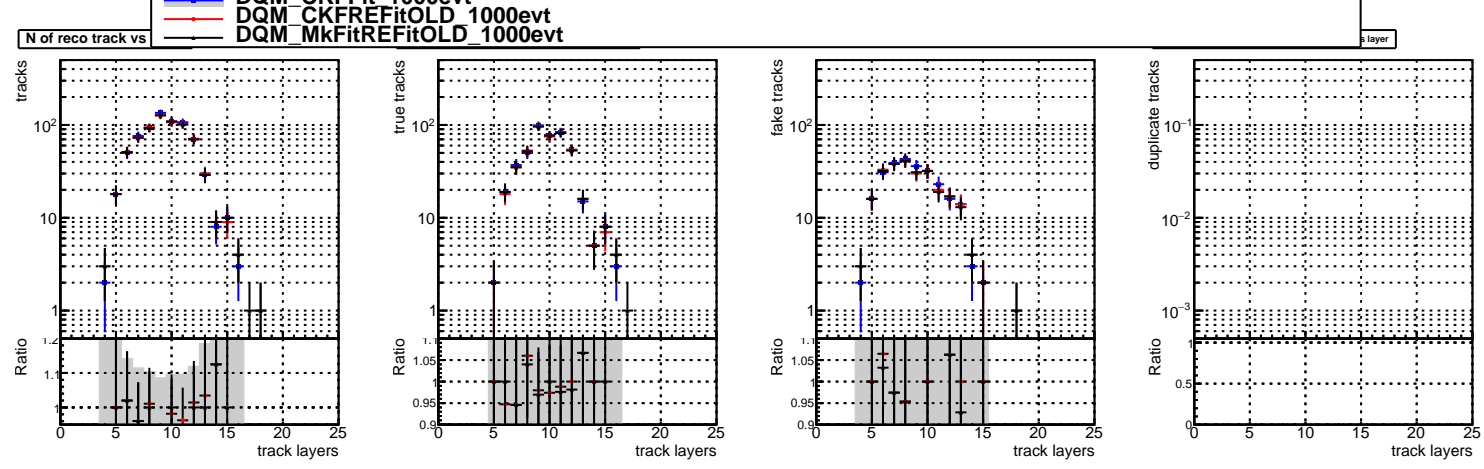 DQM_CKFFit_1000evt
DQM_CKFREFitOLD_1000evt
DQM_MkFitREFitOLD_1000evt
N of reco track vs
s layer
tracks
10²
10
1
Ratio
1.2
1.1
1
0 5 10 15 20 25
track layers
true tracks
10²
10
1
Ratio
1.1
1.05
1
0.95
0.9
0 5 10 15 20 25
track layers
fake tracks
10²
10
1
Ratio
1.1
1.05
1
0.95
0.9
0 5 10 15 20 25
track layers
duplicate tracks
10⁻¹
10⁻²
10⁻³
Ratio
1
0.5
0
0 5 10 15 20 25
track layers